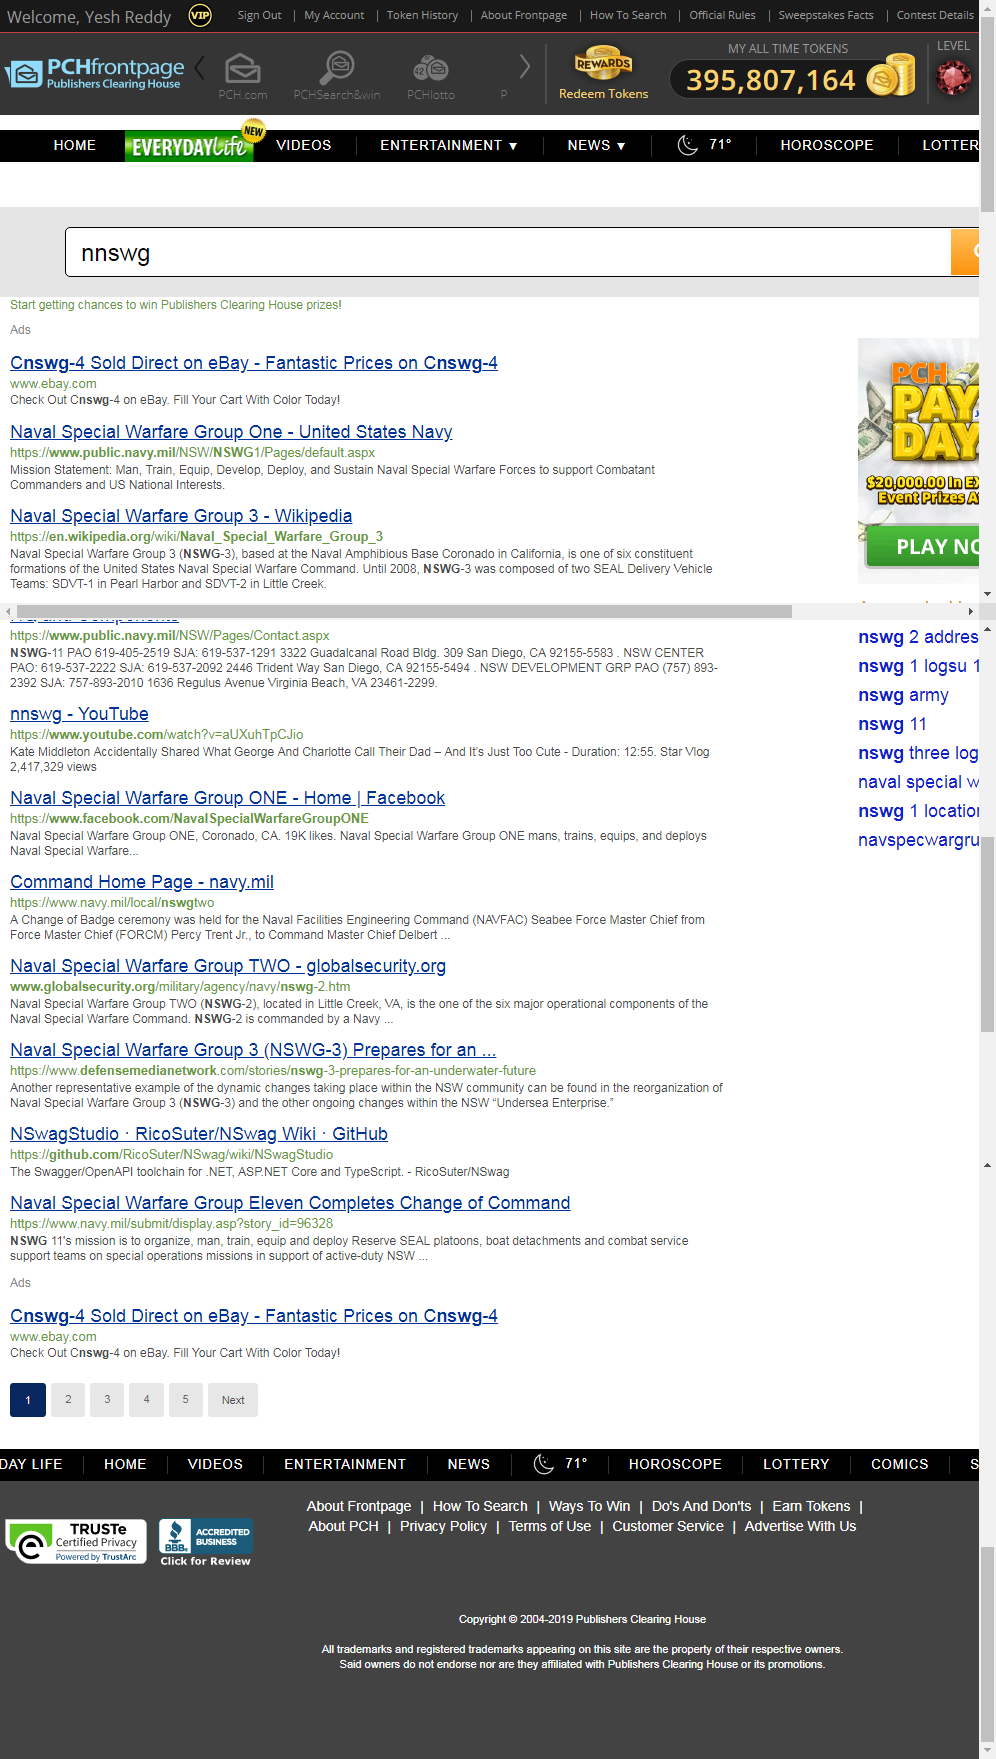 Welcome, Yesh Reddy VIP Sign Out | My Account | Token History | About Frontpage | How To Search | Official Rules | Sweepstakes Facts | Contest Details
PCHfrontpage
Publishers Clearing House
PCH.com PCHSearch&win PCHlotto P
REWARDS
Redeem Tokens
MY ALL TIME TOKENS
395,807,164
LEVEL
HOME EVERYDAY Life NEW VIDEOS ENTERTAINMENT ▼ NEWS ▼ 71° HOROSCOPE LOTTER
nnswg
Start getting chances to win Publishers Clearing House prizes!
Ads
Cnswg-4 Sold Direct on eBay - Fantastic Prices on Cnswg-4
www.ebay.com
Check Out Cnswg-4 on eBay. Fill Your Cart With Color Today!
Naval Special Warfare Group One - United States Navy
https://www.public.navy.mil/NSW/NSWG1/Pages/default.aspx
Mission Statement: Man, Train, Equip, Develop, Deploy, and Sustain Naval Special Warfare Forces to support Combatant
Commanders and US National Interests.
Naval Special Warfare Group 3 - Wikipedia
https://en.wikipedia.org/wiki/Naval_Special_Warfare_Group_3
Naval Special Warfare Group 3 (NSWG-3), based at the Naval Amphibious Base Coronado in California, is one of six constituent
formations of the United States Naval Special Warfare Command. Until 2008, NSWG-3 was composed of two SEAL Delivery Vehicle
Teams: SDVT-1 in Pearl Harbor and SDVT-2 in Little Creek.
PCH
PAY
DAY
$20,000.00 In EX
Event Prizes A
PLAY NO
https://www.public.navy.mil/NSW/Pages/Contact.aspx
NSWG-11 PAO 619-405-2519 SJA: 619-537-1291 3322 Guadalcanal Road Bldg. 309 San Diego, CA 92155-5583 . NSW CENTER
PAO: 619-537-2222 SJA: 619-537-2092 2446 Trident Way San Diego, CA 92155-5494 . NSW DEVELOPMENT GRP PAO (757) 893-
2392 SJA: 757-893-2010 1636 Regulus Avenue Virginia Beach, VA 23461-2299.
nnswg - YouTube
https://www.youtube.com/watch?v=aUXuhTpCJio
Kate Middleton Accidentally Shared What George And Charlotte Call Their Dad – And It's Just Too Cute - Duration: 12:55. Star Vlog
2,417,329 views
Naval Special Warfare Group ONE - Home | Facebook
https://www.facebook.com/NavalSpecialWarfareGroupONE
Naval Special Warfare Group ONE, Coronado, CA. 19K likes. Naval Special Warfare Group ONE mans, trains, equips, and deploys
Naval Special Warfare...
Command Home Page - navy.mil
https://www.navy.mil/local/nswgtwo
A Change of Badge ceremony was held for the Naval Facilities Engineering Command (NAVFAC) Seabee Force Master Chief from
Force Master Chief (FORCM) Percy Trent Jr., to Command Master Chief Delbert ...
Naval Special Warfare Group TWO - globalsecurity.org
www.globalsecurity.org/military/agency/navy/nswg-2.htm
Naval Special Warfare Group TWO (NSWG-2), located in Little Creek, VA, is the one of the six major operational components of the
Naval Special Warfare Command. NSWG-2 is commanded by a Navy ...
Naval Special Warfare Group 3 (NSWG-3) Prepares for an ...
https://www.defensemedianetwork.com/stories/nswg-3-prepares-for-an-underwater-future
Another representative example of the dynamic changes taking place within the NSW community can be found in the reorganization of
Naval Special Warfare Group 3 (NSWG-3) and the other ongoing changes within the NSW “Undersea Enterprise.”
NSwagStudio · RicoSuter/NSwag Wiki · GitHub
https://github.com/RicoSuter/NSwag/wiki/NSwagStudio
The Swagger/OpenAPI toolchain for .NET, ASP.NET Core and TypeScript. - RicoSuter/NSwag
Naval Special Warfare Group Eleven Completes Change of Command
https://www.navy.mil/submit/display.asp?story_id=96328
NSWG 11's mission is to organize, man, train, equip and deploy Reserve SEAL platoons, boat detachments and combat service
support teams on special operations missions in support of active-duty NSW ...
nswg 2 addres
nswg 1 logsu 1
nswg army
nswg 11
nswg three log
naval special w
nswg 1 location
navspecwargru
Ads
Cnswg-4 Sold Direct on eBay - Fantastic Prices on Cnswg-4
www.ebay.com
Check Out Cnswg-4 on eBay. Fill Your Cart With Color Today!
1 2 3 4 5 Next
DAY LIFE HOME VIDEOS ENTERTAINMENT NEWS 71° HOROSCOPE LOTTERY COMICS S
About Frontpage | How To Search | Ways To Win | Do's And Don'ts | Earn Tokens |
About PCH | Privacy Policy | Terms of Use | Customer Service | Advertise With Us
TRUSTe
Certified Privacy
Powered by TrustArc
BBB. ACCREDITED BUSINESS
Click for Review
Copyright © 2004-2019 Publishers Clearing House
All trademarks and registered trademarks appearing on this site are the property of their respective owners.
Said owners do not endorse nor are they affiliated with Publishers Clearing House or its promotions.